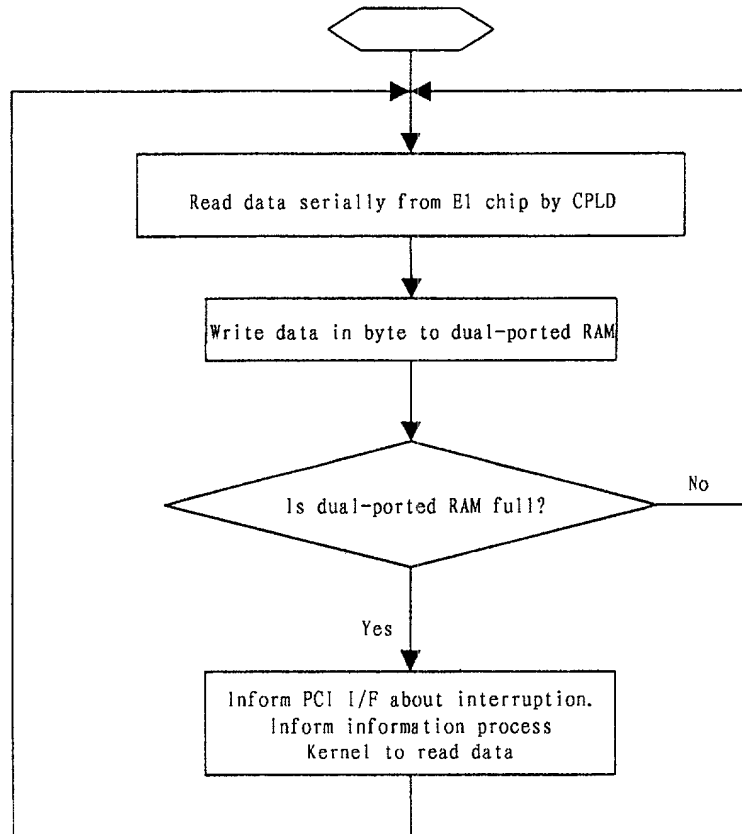 Read data serially from E1 chip by CPLD
Write data in byte to dual-ported RAM
Is dual-ported RAM full?
No
Yes
Inform PCI I/F about interruption.
Inform information process
Kernel to read data